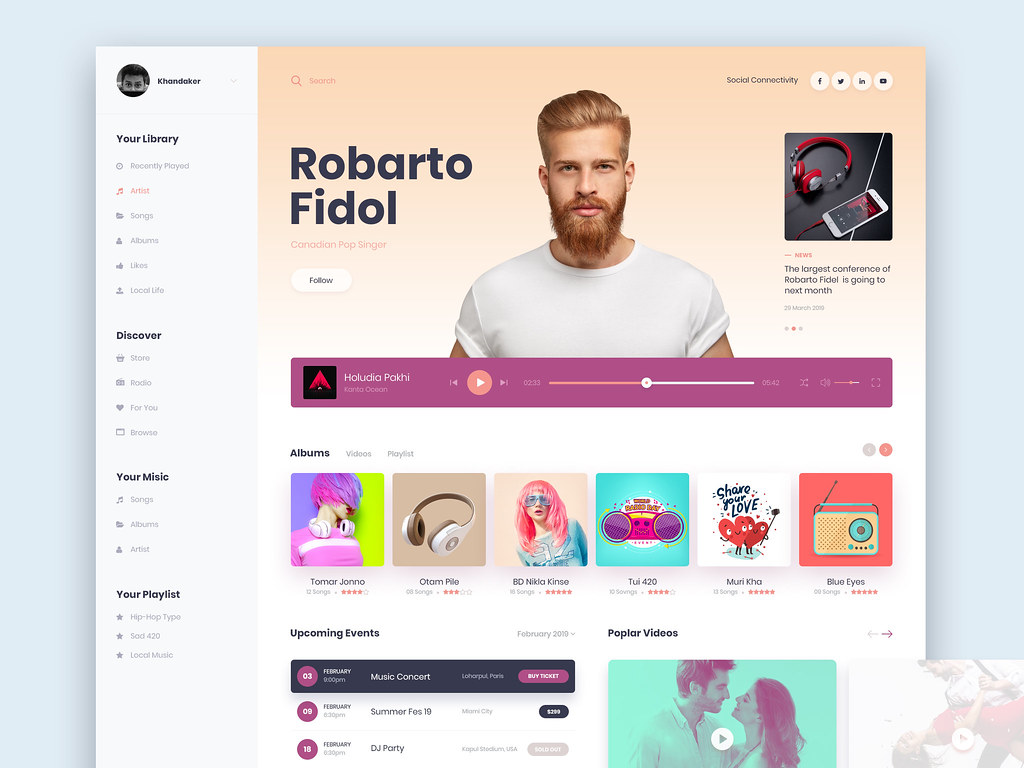 Khandaker
Your Library
Recently Played
Artist
Songs
Albums
Likes
Local Life
Discover
Store
Radio
For You
Browse
Your Misic
Songs
Albums
Artist
Your Playlist
Hip-Hop Type
Sad 420
Local Music
Search
Social Connectivity
f
in
Robarto
Fidol
Canadian Pop Singer
Follow
NEWS
The largest conference of
Robarto Fidel is going to
next month
29 March 2019
Holudia Pakhi
Kanta Ocean
02:33
05:42
Albums Videos Playlist
WORLD
RADIO DAY
EVENT
Share
your
LOVE
Tomar Jonno
12 Songs
Otam Pile
08 Songs
BD Nikla Kinse
16 Songs
Tui 420
10 Sovngs
Muri Kha
13 Songs
Blue Eyes
09 Songs
Upcoming Events
February 2019
03 FEBRUARY
9:00pm
Music Concert
Loharpul, Paris
BUY TICKET
09 FEBRUARY
8:30pm
Summer Fes 19
Miami City
$299
18 FEBRUARY
6:30pm
DJ Party
Kapul Stedium, USA
SOLD OUT
Poplar Videos